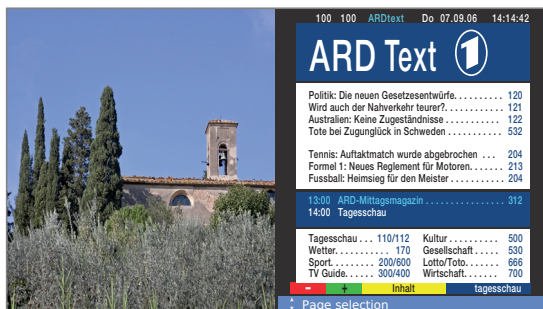 100 100 ARDtext Do 07.09.06 14:14:42
ARD Text 1
Politik: Die neuen Gesetzesentwürfe.......... 120
Wird auch der Nahverkehr teurer?........... 121
Australien: Keine Zugeständnisse ........... 122
Tote bei Zugunglück in Schweden........... 532
Tennis: Auftaktmatch wurde abgebrochen ... 204
Formel 1: Neues Reglement für Motoren....... 213
Fussball: Heimsieg für den Meister........... 204
13:00 ARD-Mittagsmagazin ................ 312
14:00 Tagesschau
Tagesschau... 110/112 Kultur.......... 500
Wetter........... 170 Gesellschaft..... 530
Sport........ 200/600 Lotto/Toto....... 666
TV Guide..... 300/400 Wirtschaft....... 700
- + Inhalt tagesschau
Page selection